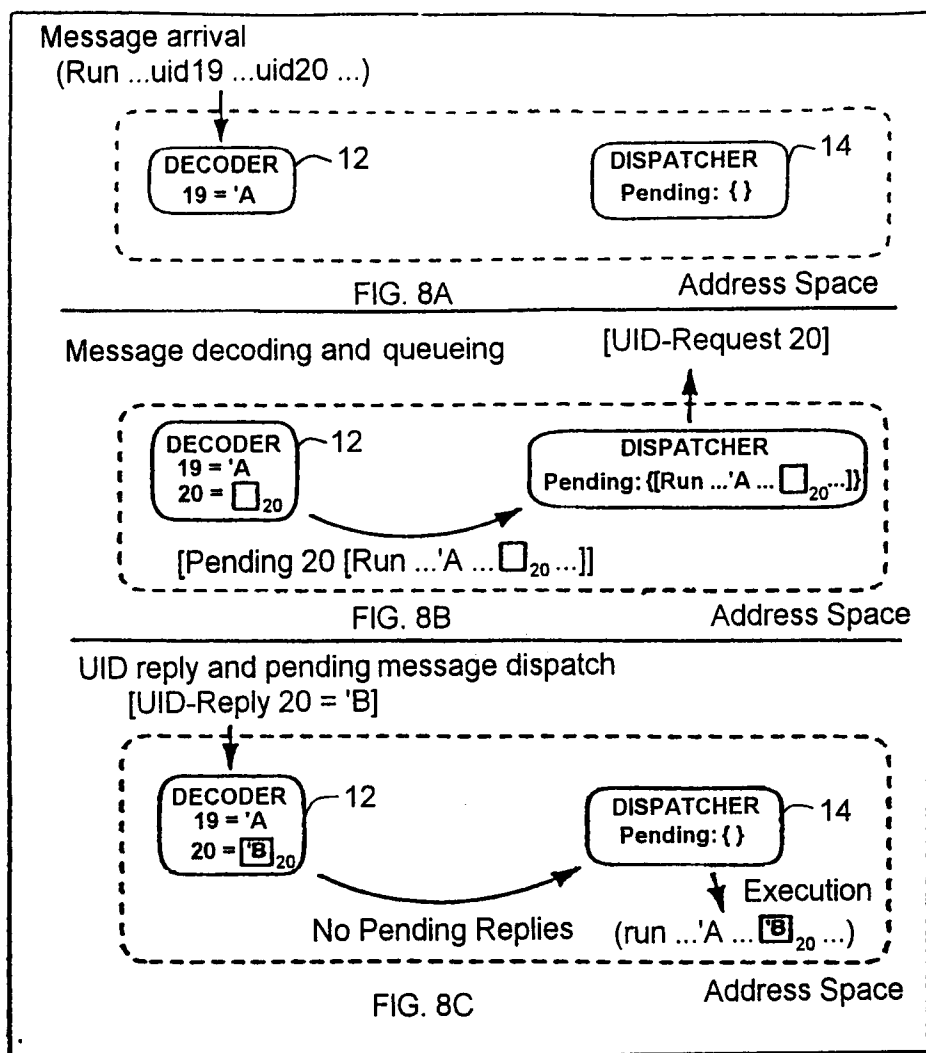 Message arrival
(Run ...uid19 ...uid20 ...)
DECODER
19 = 'A
12
DISPATCHER
Pending: { }
14
FIG. 8A
Address Space
Message decoding and queueing
[UID-Request 20]
DECODER
19 = 'A
20 = □20
12
DISPATCHER
Pending: {[Run ...'A ... □20...]}
[Pending 20 [Run ...'A ...□20 ...]]
FIG. 8B
Address Space
UID reply and pending message dispatch
[UID-Reply 20 = 'B]
DECODER
19 = 'A
20 = 'B20
12
DISPATCHER
Pending: { }
14
Execution
No Pending Replies
(run ...'A ... 'B20 ...)
FIG. 8C
Address Space